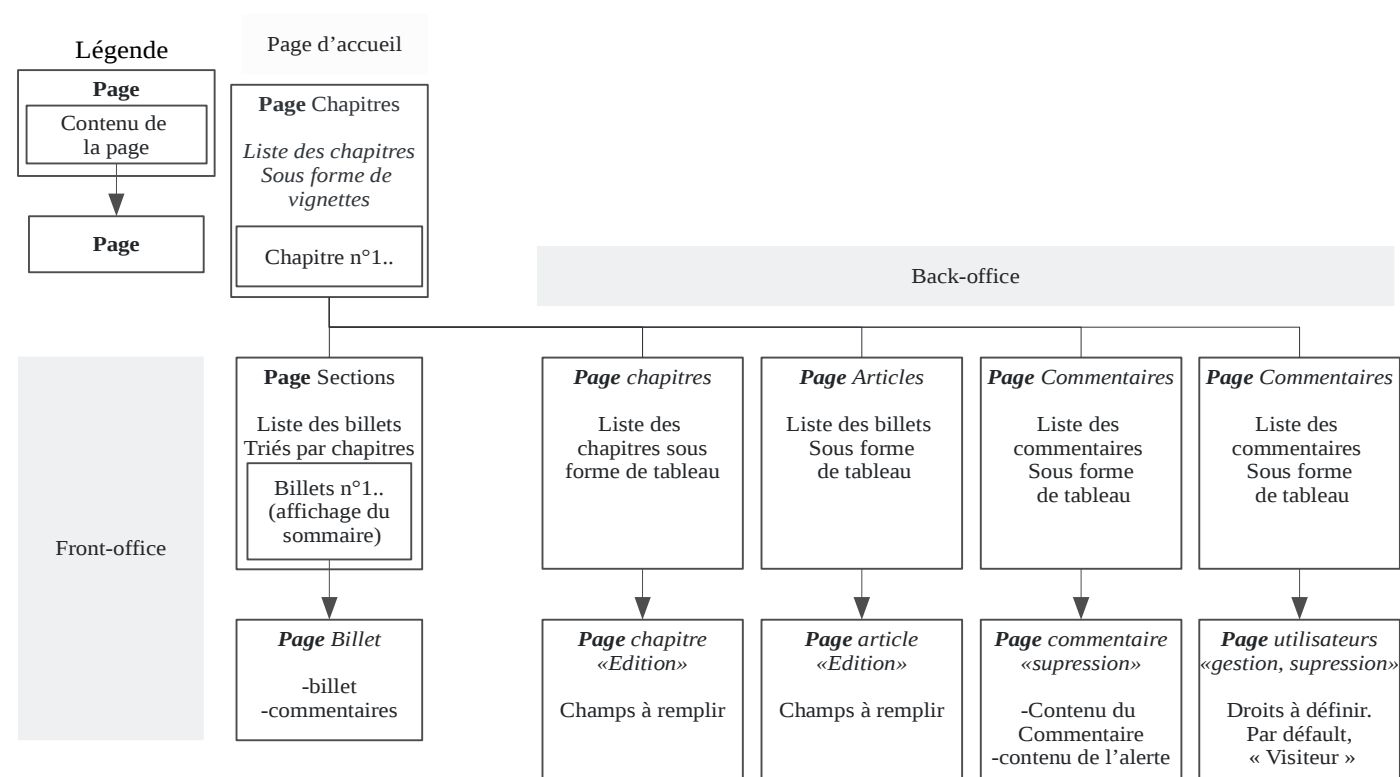 Légende
Page
Contenu de
la page
Page
Page d’accueil
Page Chapitres
Liste des chapitres
Sous forme de
vignettes
Chapitre n°1..
Back-office
Front-office
Page Sections
Liste des billets
Triés par chapitres
Billets n°1..
(affichage du
sommaire)
Page Billet
-billet
-commentaires
Page chapitres
Liste des
chapitres sous
forme de tableau
Page chapitre
«Edition»
Champs à remplir
Page Articles
Liste des billets
Sous forme
de tableau
Page article
«Edition»
Champs à remplir
Page Commentaires
Liste des
commentaires
Sous forme
de tableau
Page commentaire
«supression»
-Contenu du
Commentaire
-contenu de l’alerte
Page Commentaires
Liste des
commentaires
Sous forme
de tableau
Page utilisateurs
«gestion, supression»
Droits à définir.
Par défault,
« Visiteur »